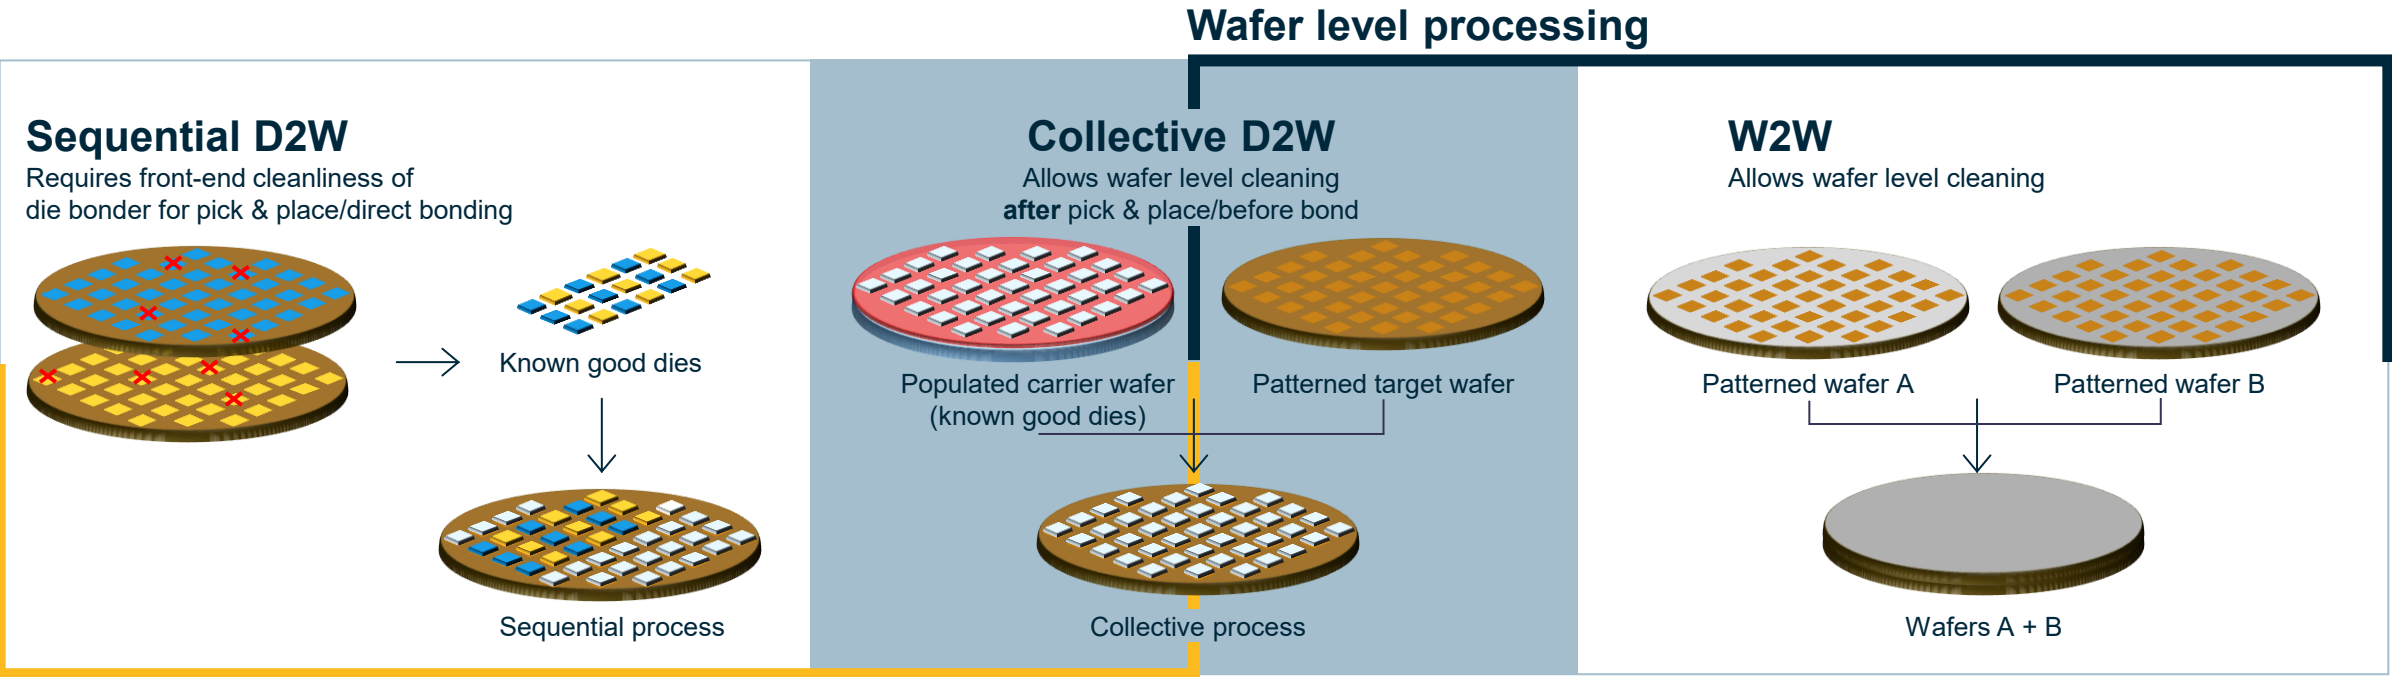 Wafer level processing
Sequential D2W
Requires front-end cleanliness of
die bonder for pick & place/direct bonding
Known good dies
Sequential process
Collective D2W
Allows wafer level cleaning
after pick & place/before bond
Populated carrier wafer
(known good dies)
Patterned target wafer
Collective process
W2W
Allows wafer level cleaning
Patterned wafer A
Patterned wafer B
Wafers A + B